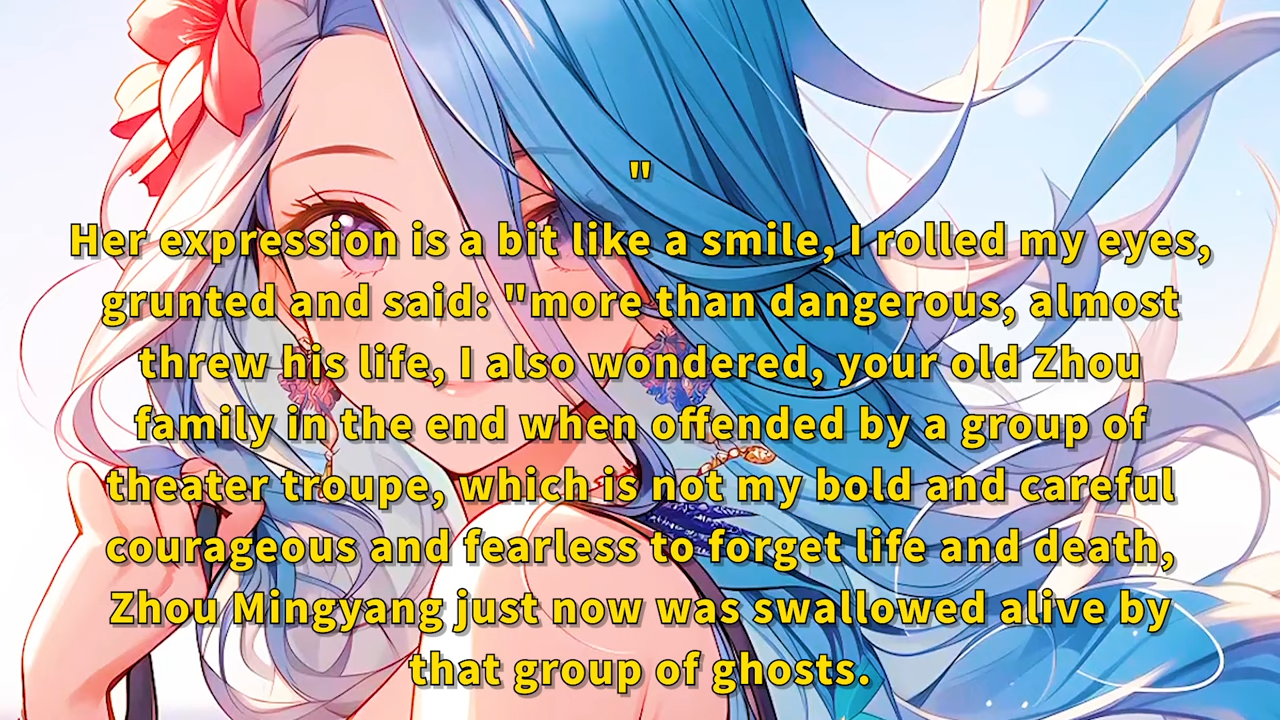 "
Her expression is a bit like a smile, I rolled my eyes,
grunted and said: "more than dangerous, almost
threw his life, I also wondered, your old Zhou
family in the end when offended by a group of
theater troupe, which is not my bold and careful
courageous and fearless to forget life and death,
Zhou Mingyang just now was swallowed alive by
that group of ghosts.